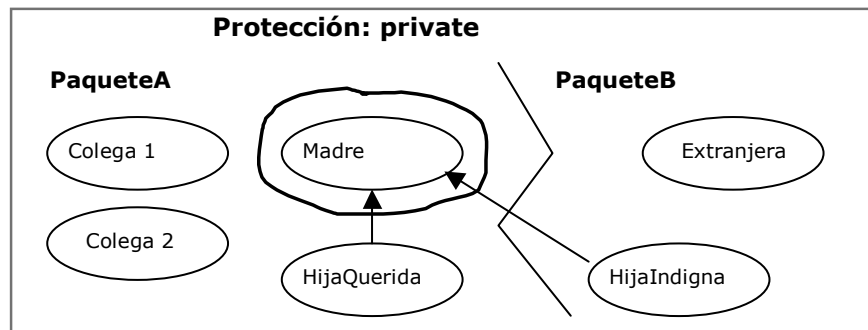 Protección: private
PaqueteA
PaqueteB
Colega 1
Madre
Extranjera
Colega 2
HijaQuerida
HijaIndigna